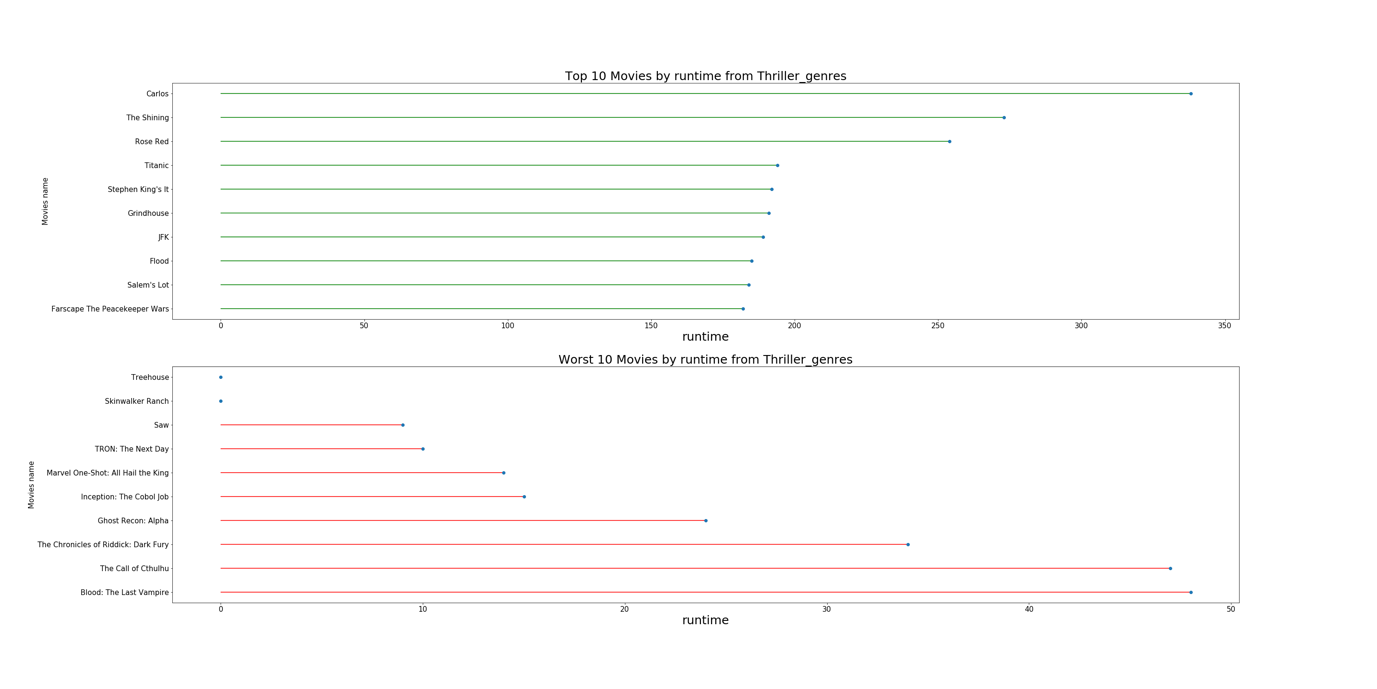 Top 10 Movies by runtime from Thriller_genres
Movies name
Carlos
The Shining
Rose Red
Titanic
Stephen King's It
Grindhouse
JFK
Flood
Salem's Lot
Farscape The Peacekeeper Wars
0 50 100 150 200 250 300 350
runtime
Worst 10 Movies by runtime from Thriller_genres
Movies name
Treehouse
Skinwalker Ranch
Saw
TRON: The Next Day
Marvel One-Shot: All Hail the King
Inception: The Cobol Job
Ghost Recon: Alpha
The Chronicles of Riddick: Dark Fury
The Call of Cthulhu
Blood: The Last Vampire
0 10 20 30 40 50
runtime